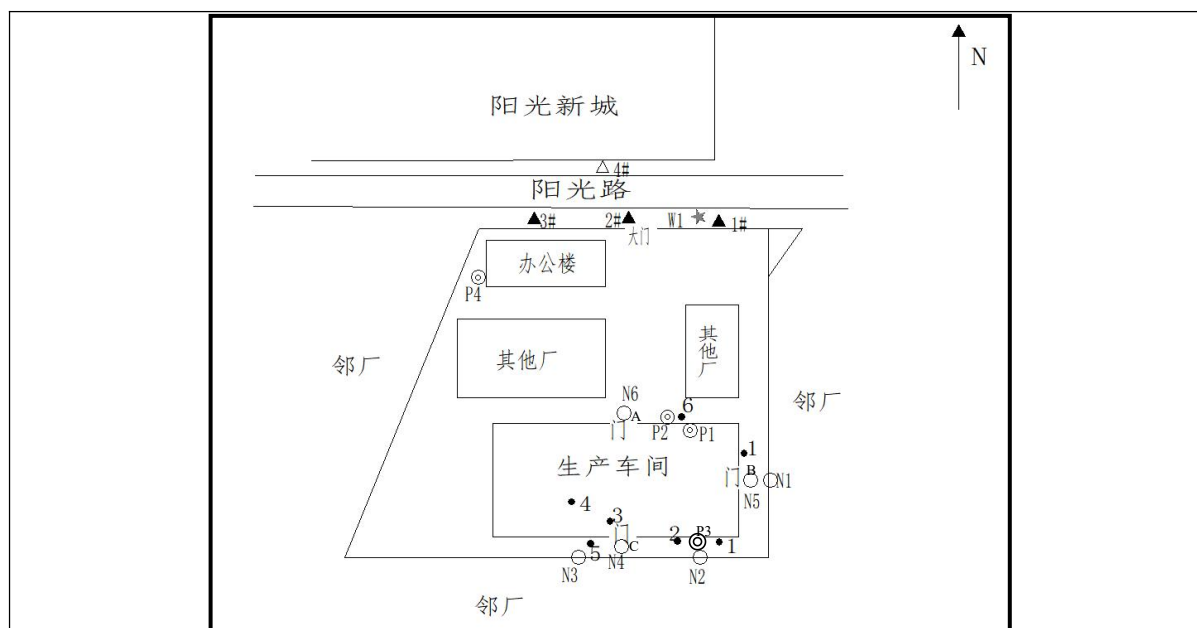 N
阳光新城
4#
阳光路
3#
2#
W1
1#
大门
办公楼
P4
其他厂
其他厂
邻厂
邻厂
N6
A
6
门
P2
P1
生产车间
1
门
B
N1
N5
4
3
门
C
2
P3
1
5
N3
N4
N2
邻厂